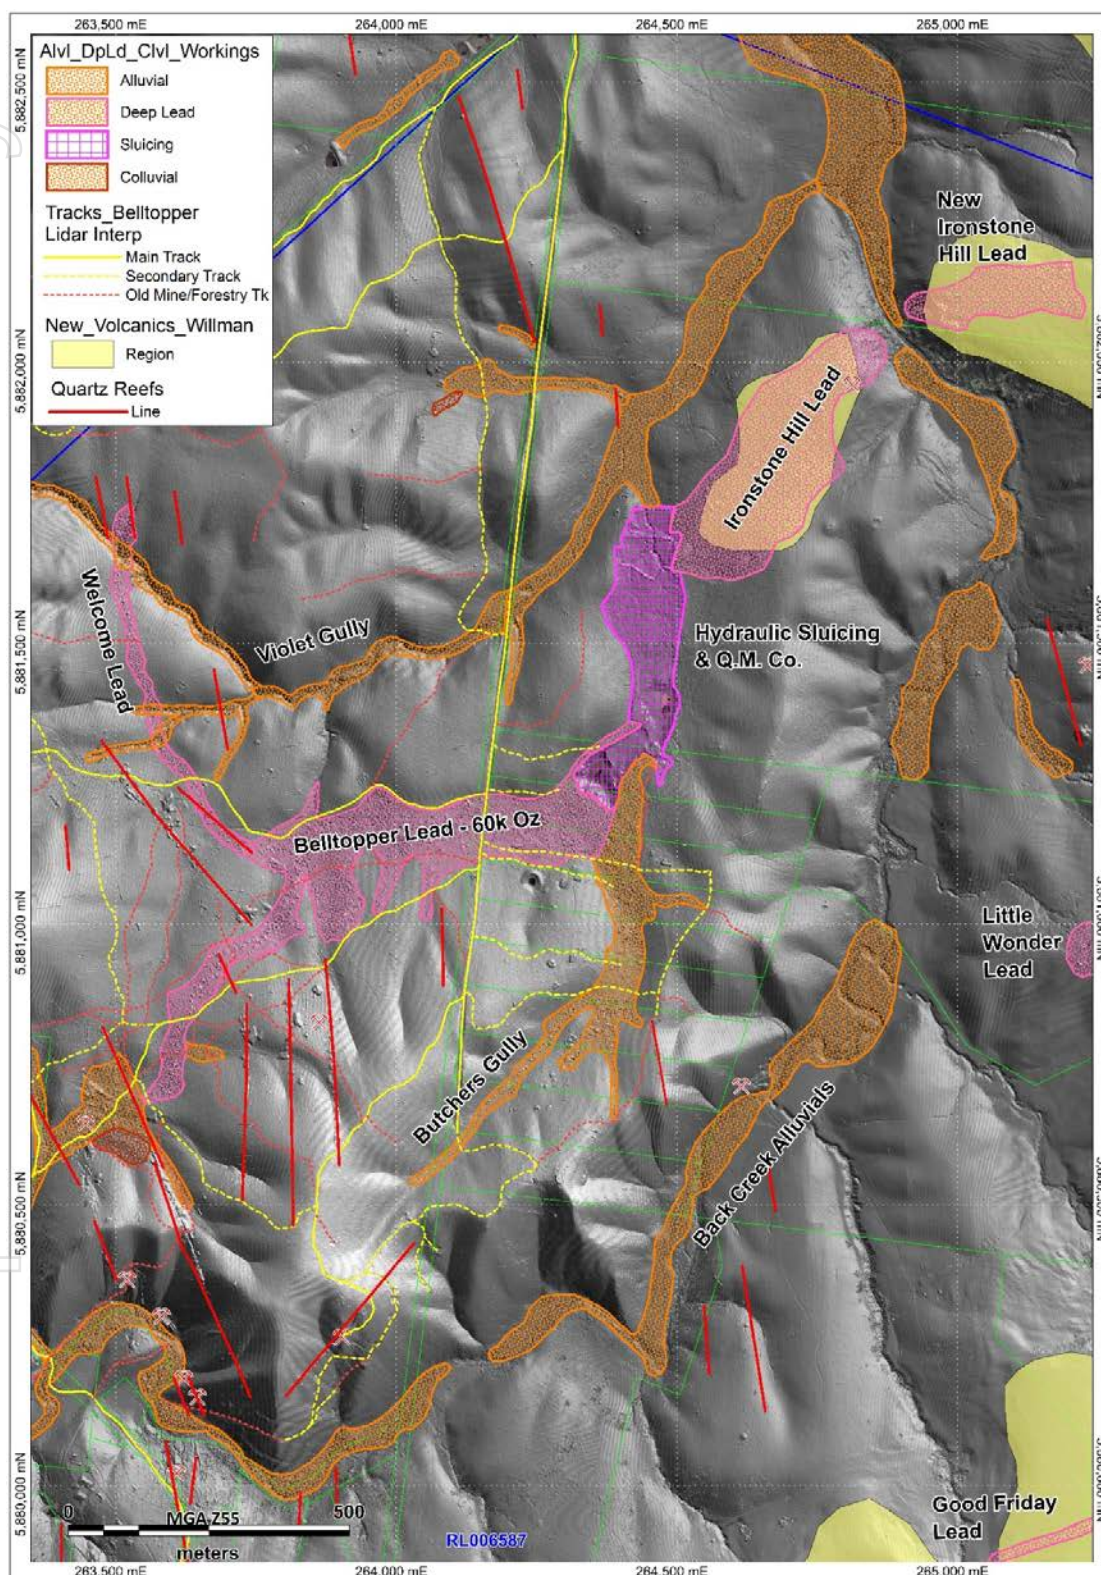 263,500 mE
264,000 mE
264,500 mE
265,000 mE
Alvl_DpLd_Clvl_Workings
Alluvial
Deep Lead
Sluicing
Colluvial
Tracks_Belltopper
Lidar Interp
Main Track
Secondary Track
Old Mine/Forestry Tk
New_Volcanics_Willman
Region
Quartz Reefs
Line
5,882,500 mN
5,882,000 mN
5,881,500 mN
5,881,000 mN
5,880,500 mN
5,880,000 mN
New
Ironstone
Hill Lead
Ironstone Hill Lead
Welcome Lead
Violet Gully
Hydraulic Sluicing
& Q.M. Co.
Belltopper Lead - 60k Oz
Little
Wonder
Lead
Butchers Gully
Back Creek Alluvials
Good Friday
Lead
0
500
MGA Z55
meters
RL006587
263,500 mE
264,000 mE
264,500 mE
265,000 mE